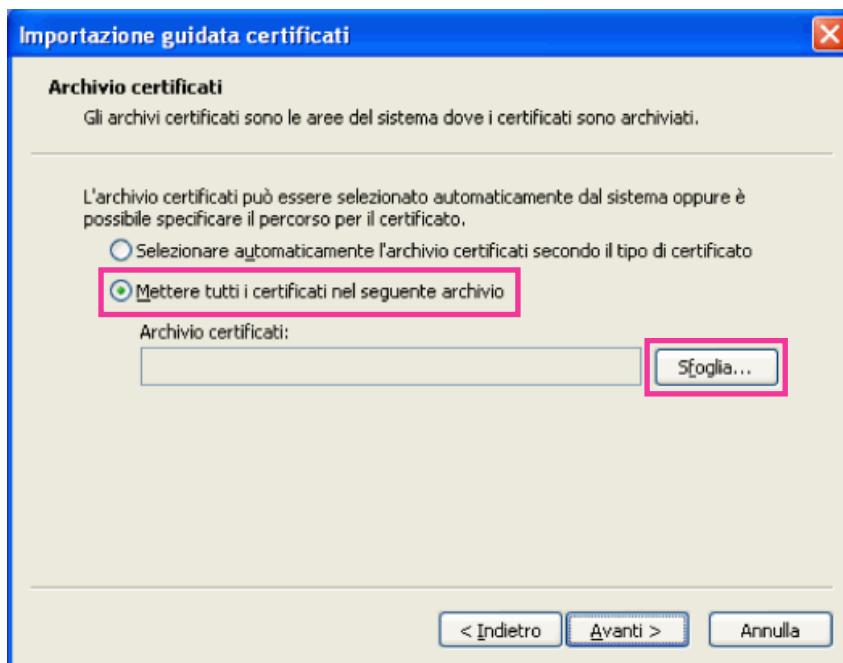 Importazione guidata certificati
Archivio certificati
Gli archivi certificati sono le aree del sistema dove i certificati sono archiviati.
L'archivio certificati può essere selezionato automaticamente dal sistema oppure è
possibile specificare il percorso per il certificato.
Selezionare automaticamente l'archivio certificati secondo il tipo di certificato
Mettere tutti i certificati nel seguente archivio
Archivio certificati:
Sfoglia...
< Indietro Avanti > Annulla